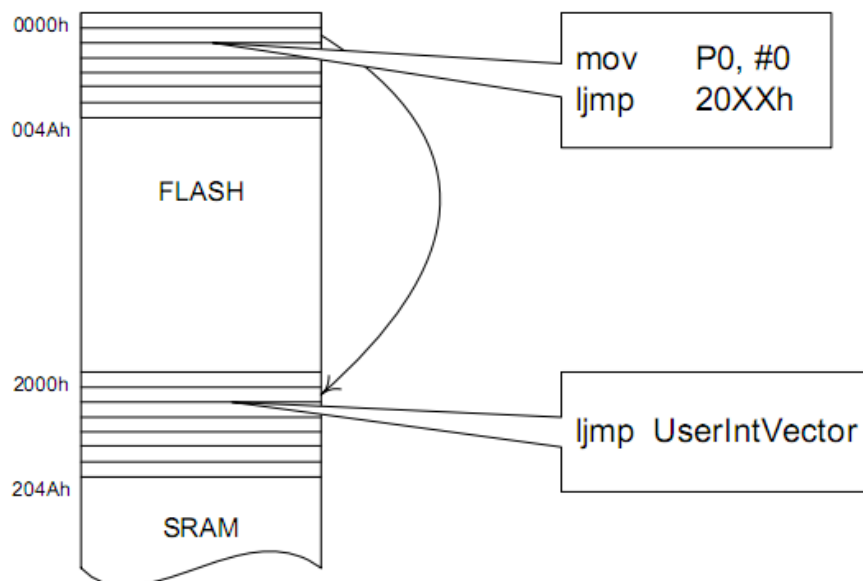 0000h
mov P0, #0
ljmp 20XXh
004Ah
FLASH
2000h
ljmp UserIntVector
204Ah
SRAM